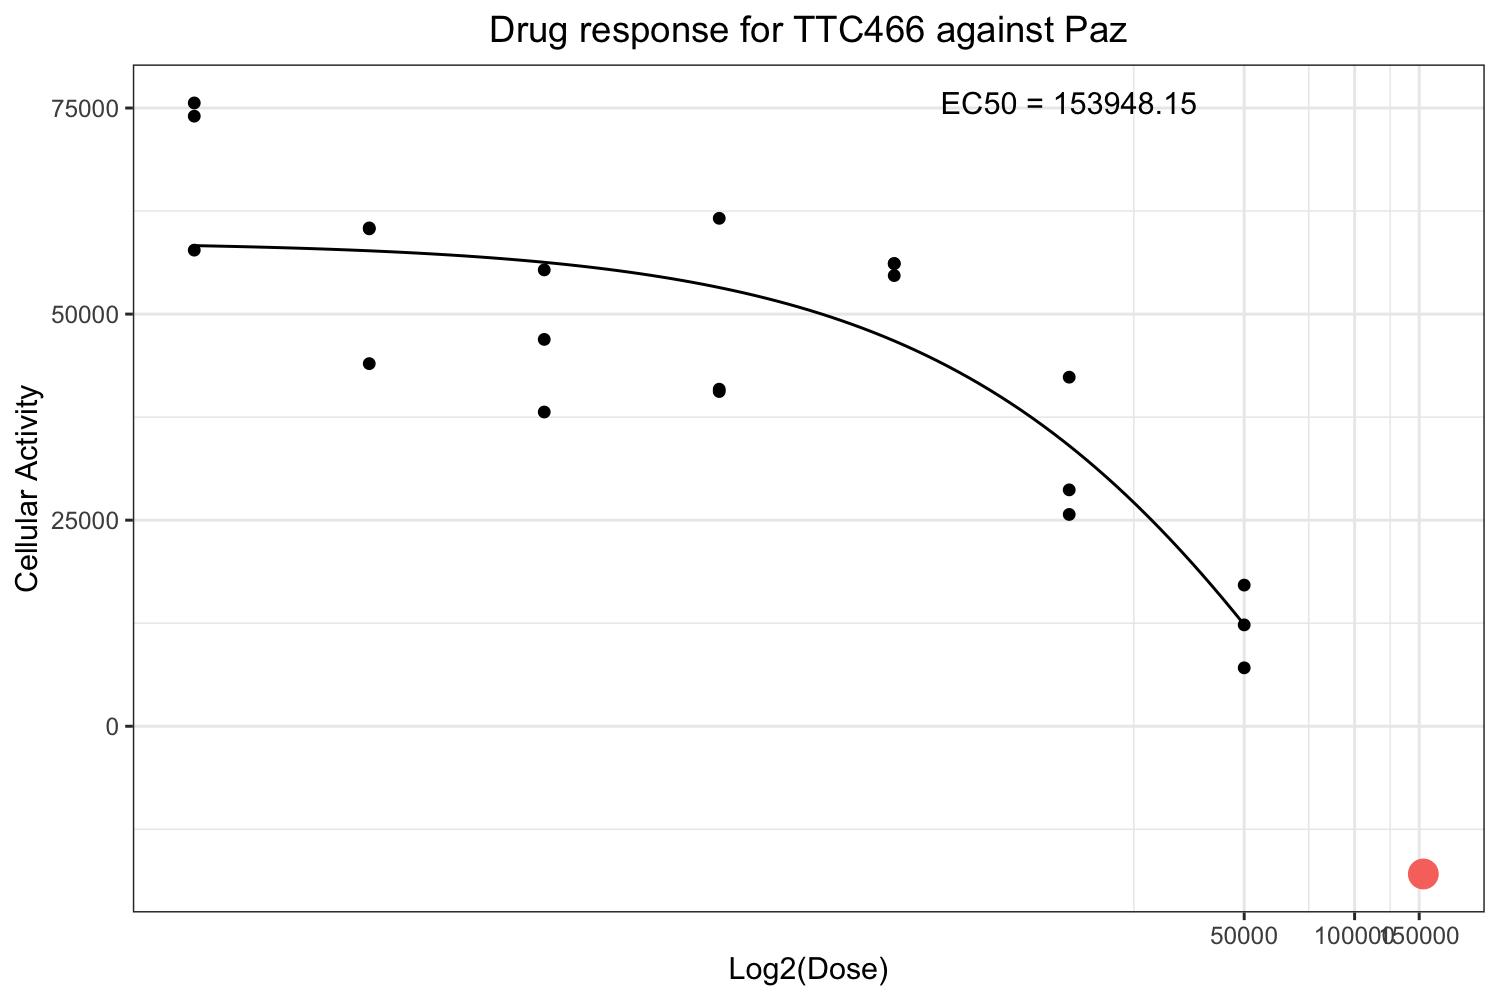 Drug response for TTC466 against Paz
EC50 = 153948.15
75000
50000
25000
0
Cellular Activity
50000
100000
150000
Log2(Dose)